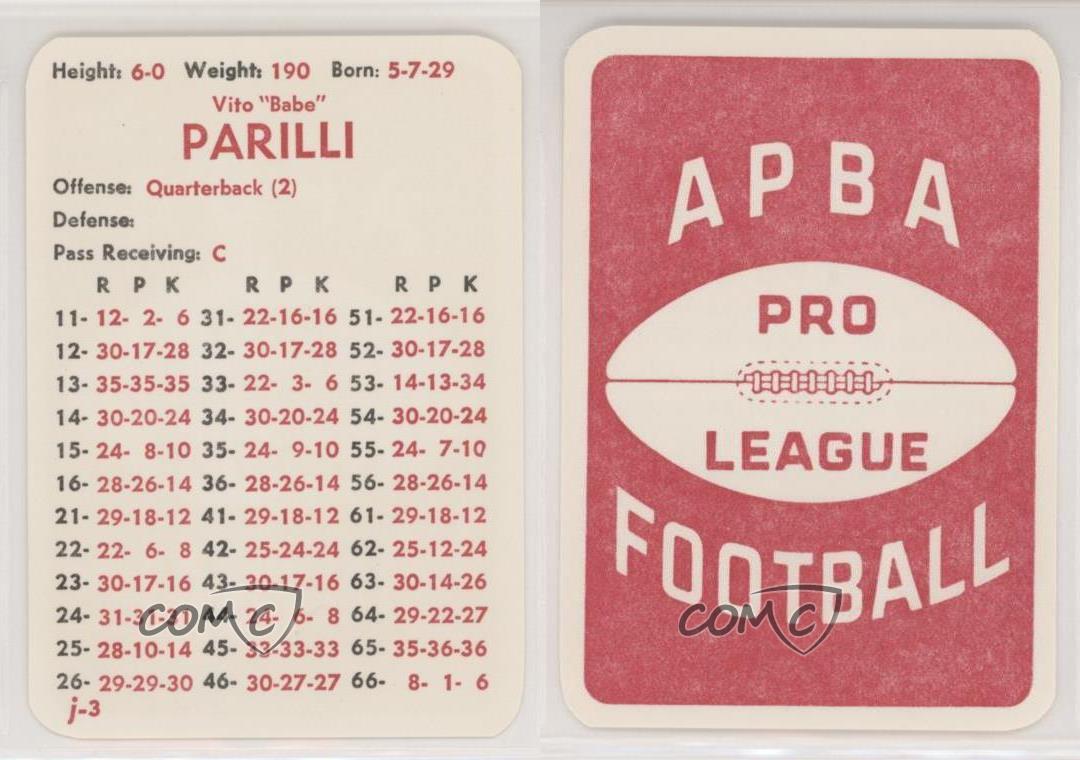 Height: 6-0 Weight: 190 Born: 5-7-29
Vito "Babe"
PARILLI
Offense: Quarterback (2)
Defense:
Pass Receiving: C
R P K R P K R P K
11- 12- 2- 6 31- 22-16-16 51- 22-16-16
12- 30-17-28 32- 30-17-28 52- 30-17-28
13- 35-35-35 33- 22- 3- 6 53- 14-13-34
14- 30-20-24 34- 30-20-24 54- 30-20-24
15- 24- 8-10 35- 24- 9-10 55- 24- 7-10
16- 28-26-14 36- 28-26-14 56- 28-26-14
21- 29-18-12 41- 29-18-12 61- 29-18-12
22- 22- 6- 8 42- 25-24-24 62- 25-12-24
23- 30-17-16 43- 30-17-16 63- 30-14-26
24- 31-31-31 44- 24- 6- 8 64- 29-22-27
25- 28-10-14 45- 33-33-33 65- 35-36-36
26- 29-29-30 46- 30-27-27 66- 8- 1- 6
j-3
COMC
APBA
PRO
LEAGUE
FOOTBALL
COMC